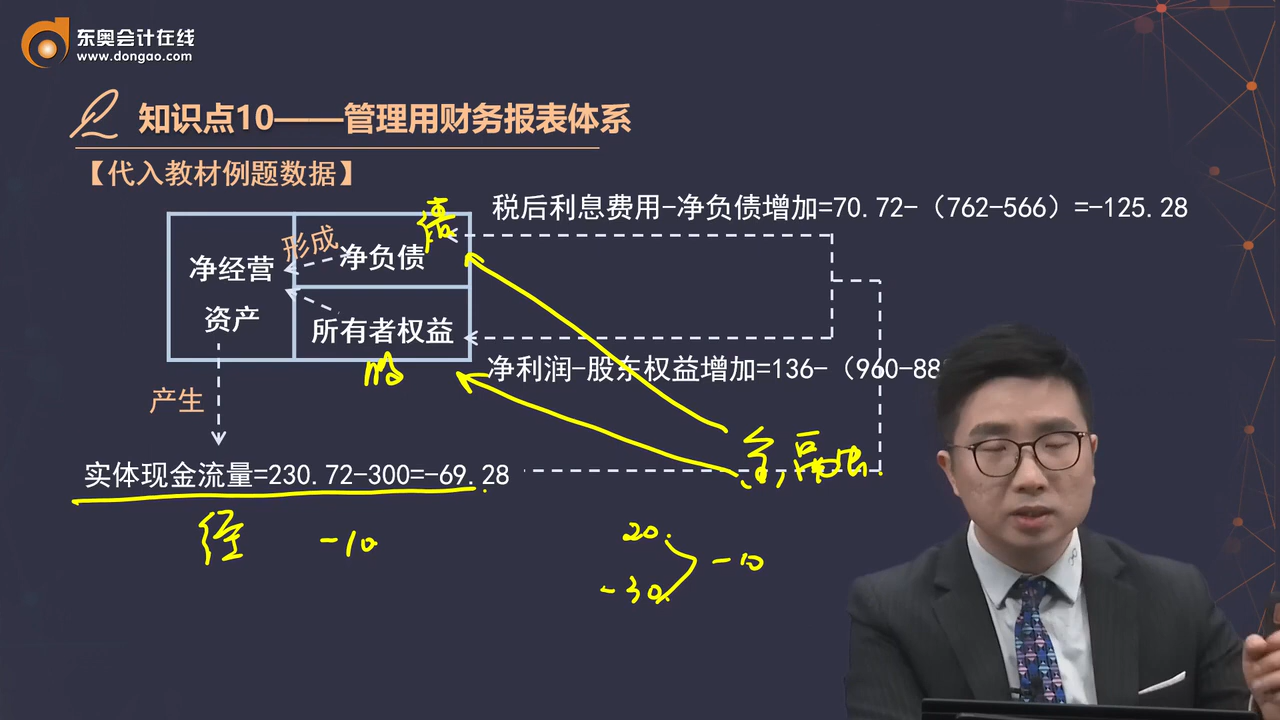 东奥会计在线
www.dongao.com
知识点10——管理用财务报表体系
【代入教材例题数据】
税后利息费用-净负债增加=70.72-（762-566）=-125.28
债
形成
净负债
净经营
资产
所有者权益
股
净利润-股东权益增加=136-（960-88
产生
实体现金流量=230.72-300=-69.28
经
-10
20
-30
-10